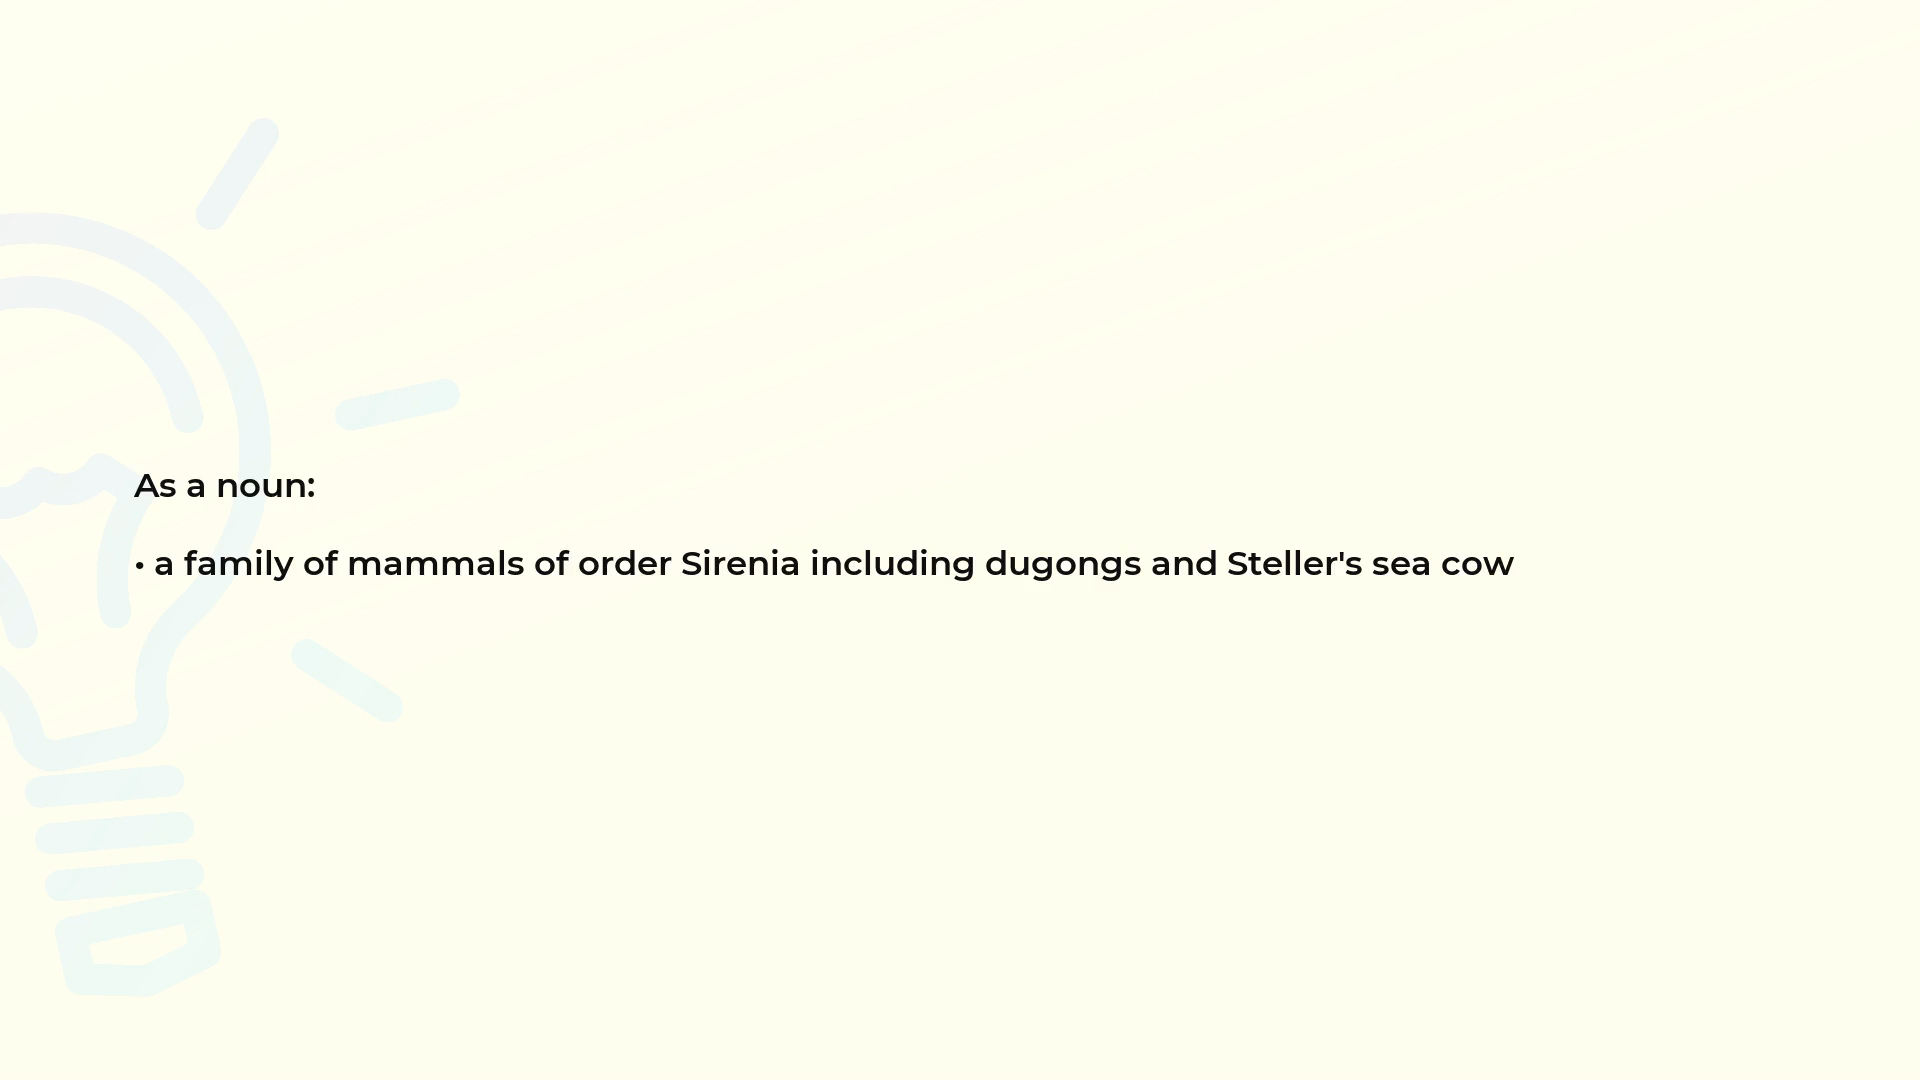 As a noun:
• a family of mammals of order Sirenia including dugongs and Steller's sea cow